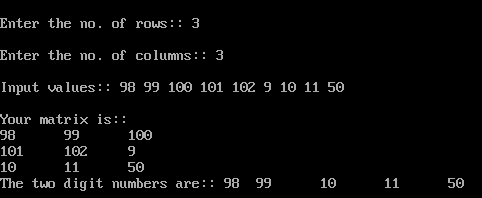 Enter the no. of rows:: 3
Enter the no. of columns:: 3
Input values:: 98 99 100 101 102 9 10 11 50
Your matrix is::
98 99 100
101 102 9
10 11 50
The two digit numbers are:: 98 99 10 11 50